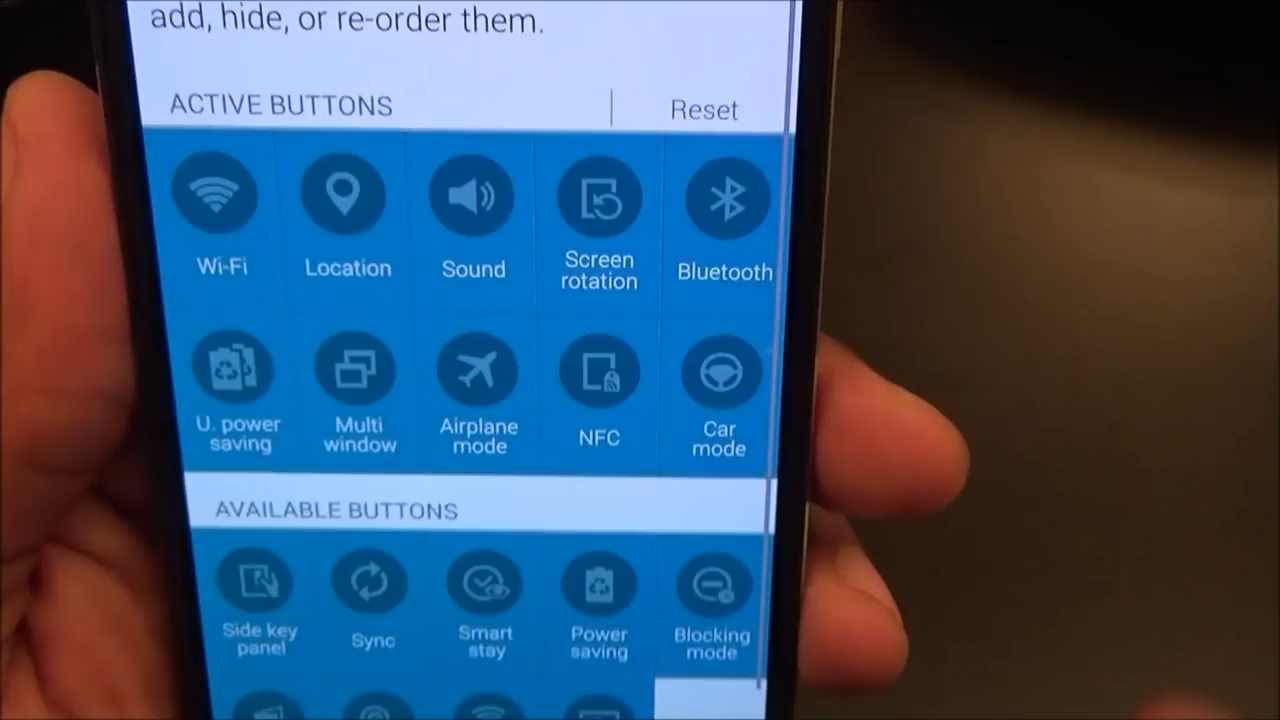 add, hide, or re-order them.
ACTIVE BUTTONS
Reset
Wi-Fi
Location
Sound
Screen
rotation
Bluetooth
U. power
saving
Multi
window
Airplane
mode
NFC
Car
mode
AVAILABLE BUTTONS
Side key
panel
Sync
Smart
stay
Power
saving
Blocking
mode